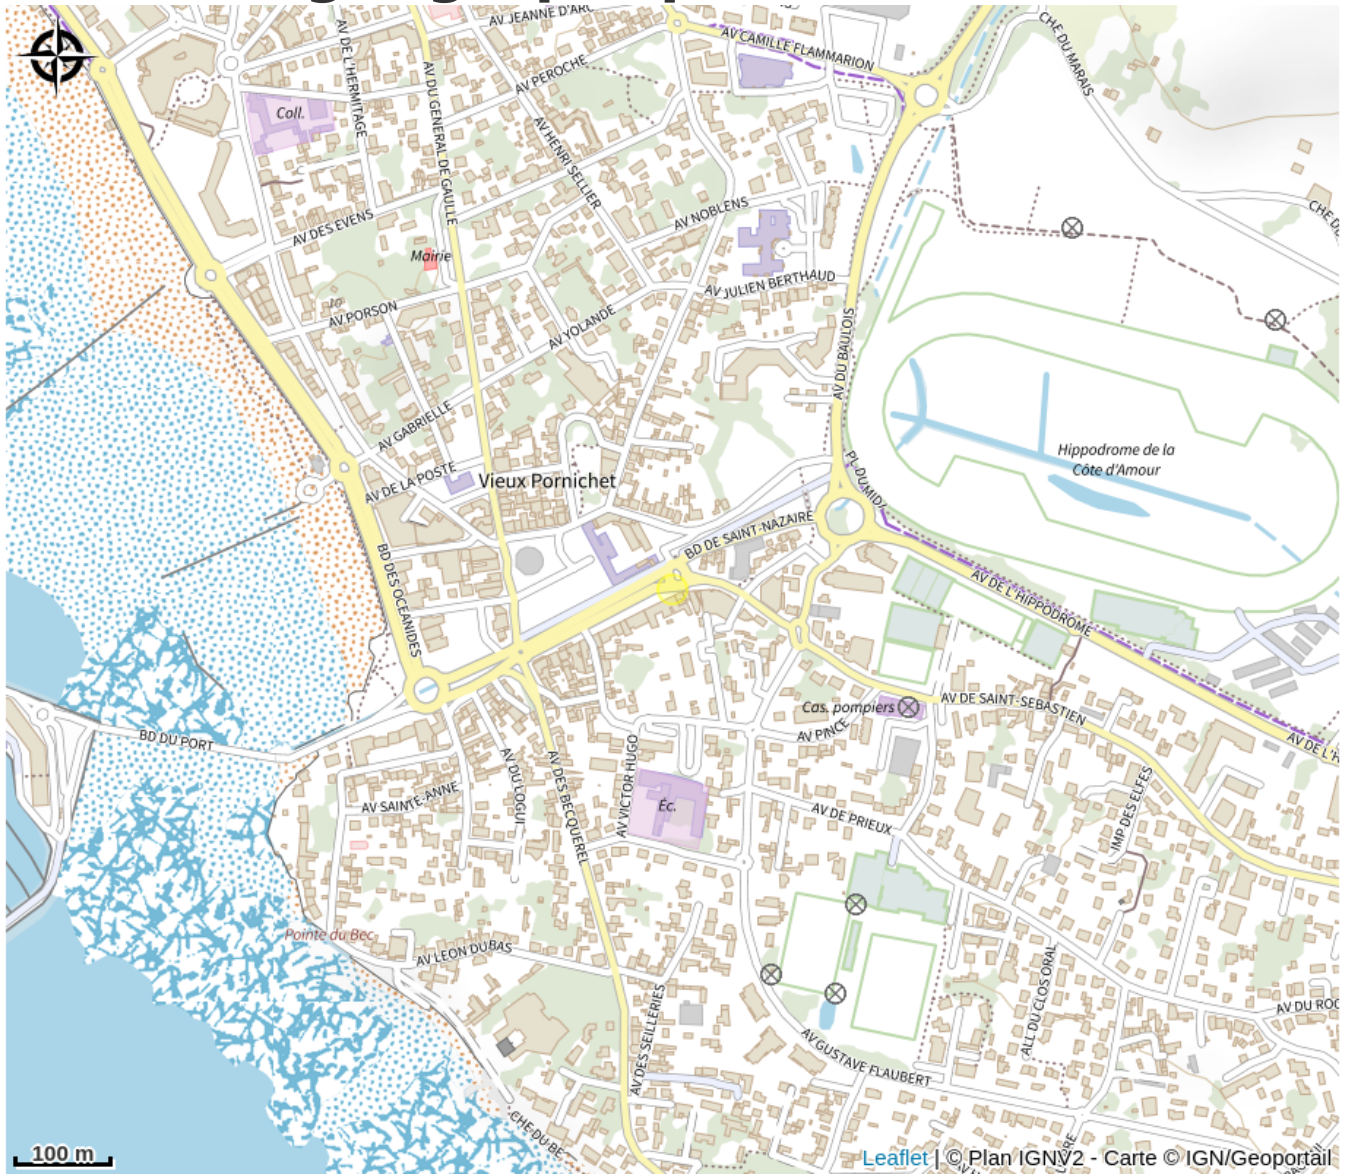 AV JEANNE D'ARC
AV CAMILLE FLAMMARION
CHE DU MARAIS
AV DE L'HERMITAGE
AV DU GENERAL DE GAULLE
AV PEROCHE
Coll.
AV HENRI SELLIER
AV NOBLENS
AV DES EVENS
Mairie
AV JULIEN BERTHAUD
AV PORSON
AV YOLANDE
AV DU BAULOIS
AV GABRIELLE
Hippodrome de la
Côte d'Amour
AV DE LA POSTE
Vieux Pornichet
PL DU MIDI
BD DE SAINT-NAZAIRE
BD DES OCEANIDES
AV DE L'HIPPODROME
Cas. pompiers
AV DE SAINT-SEBASTIEN
AV PINCE
BD DU PORT
AV DE L'H
AV SAINTE-ANNE
AV DU LOGUIT
AV DES BECQUEREL
AV VICTOR HUGO
Éc.
AV DE PRIEUX
IMP DES ELFES
Pointe du Bec
AV LEON DUBAS
AV DES SEILLERIES
ALL DU CLOS ORAL
AV DU ROC
AV GUSTAVE FLAUBERT
CHE DU BE
100 m
Leaflet | © Plan IGNV2 - Carte © IGN/Geoportail